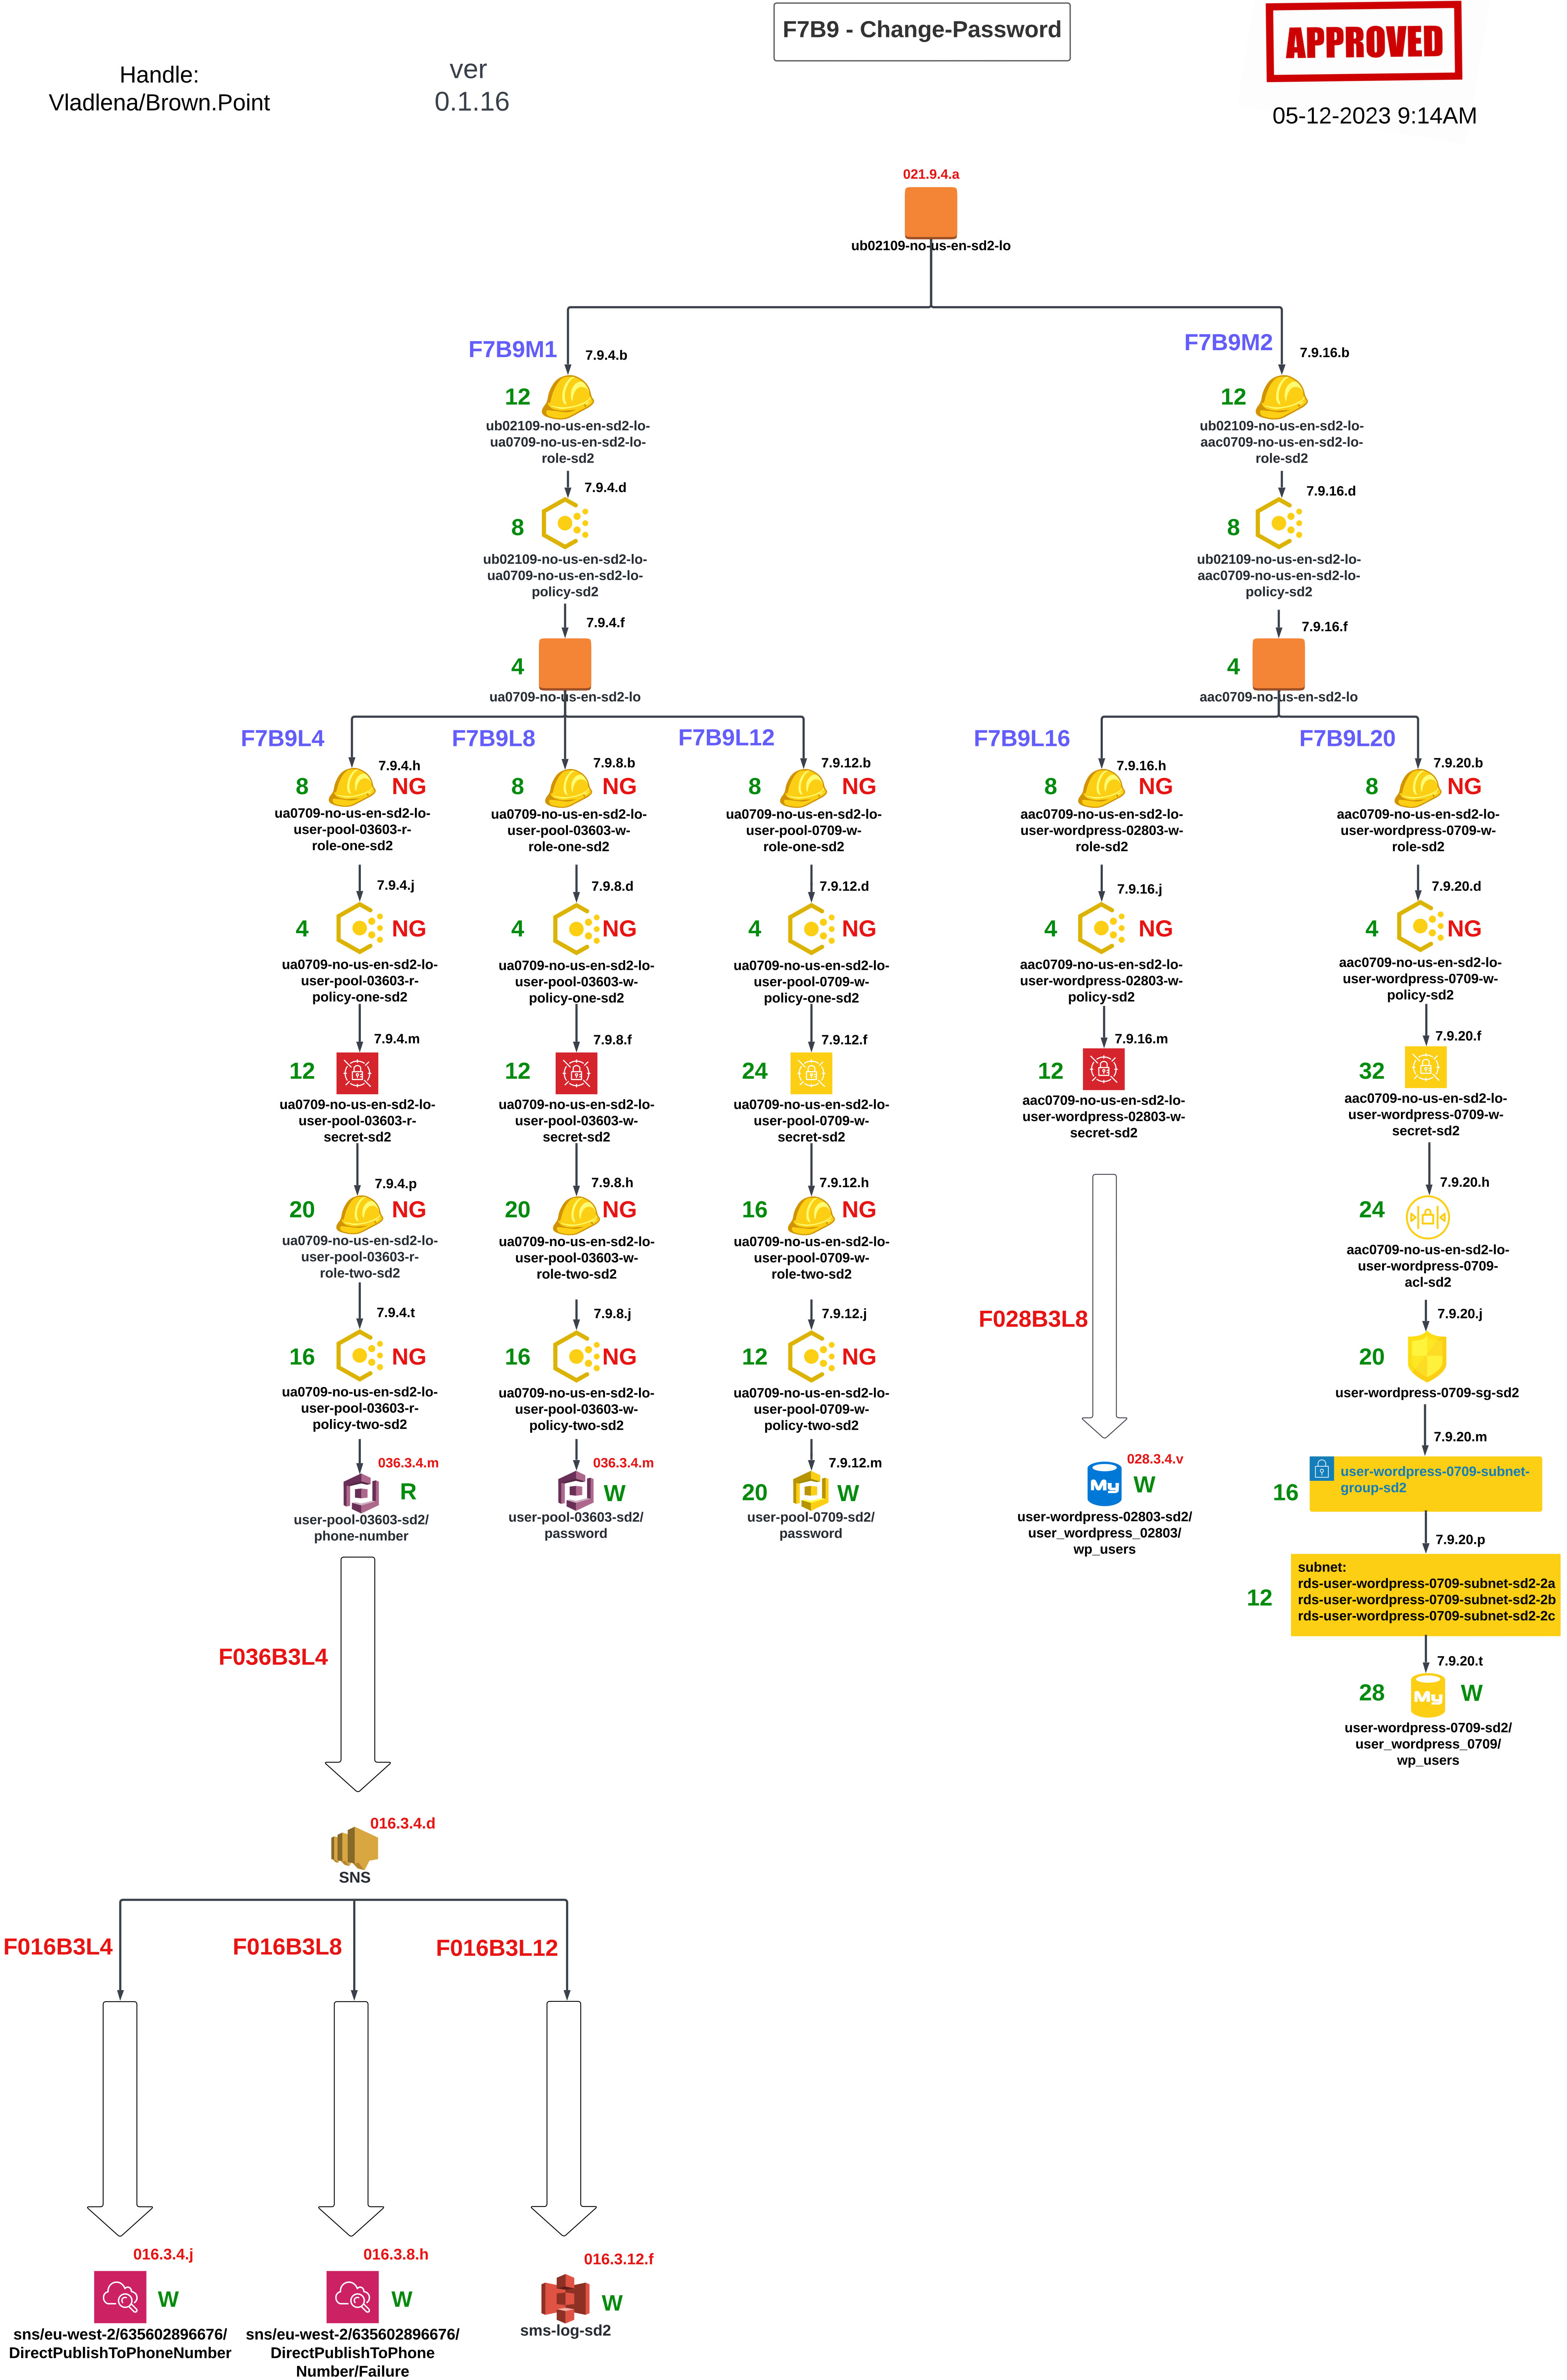 F7B9 - Change-Password
APPROVED
Handle:
Vladlena/Brown.Point
ver
0.1.16
05-12-2023 9:14AM
021.9.4.a
ub02109-no-us-en-sd2-lo
F7B9M1
7.9.4.b
12
ub02109-no-us-en-sd2-lo-
ua0709-no-us-en-sd2-lo-
role-sd2
7.9.4.d
8
ub02109-no-us-en-sd2-lo-
ua0709-no-us-en-sd2-lo-
policy-sd2
7.9.4.f
4
ua0709-no-us-en-sd2-lo
F7B9M2
7.9.16.b
12
ub02109-no-us-en-sd2-lo-
aac0709-no-us-en-sd2-lo-
role-sd2
7.9.16.d
8
ub02109-no-us-en-sd2-lo-
aac0709-no-us-en-sd2-lo-
policy-sd2
7.9.16.f
4
aac0709-no-us-en-sd2-lo
F7B9L4
7.9.4.h
8
NG
ua0709-no-us-en-sd2-lo-
user-pool-03603-r-
role-one-sd2
7.9.4.j
4
NG
ua0709-no-us-en-sd2-lo-
user-pool-03603-r-
policy-one-sd2
7.9.4.m
12
ua0709-no-us-en-sd2-lo-
user-pool-03603-r-
secret-sd2
7.9.4.p
20
NG
ua0709-no-us-en-sd2-lo-
user-pool-03603-r-
role-two-sd2
7.9.4.t
16
NG
ua0709-no-us-en-sd2-lo-
user-pool-03603-r-
policy-two-sd2
036.3.4.m
R
user-pool-03603-sd2/
phone-number
F7B9L8
7.9.8.b
8
NG
ua0709-no-us-en-sd2-lo-
user-pool-03603-w-
role-one-sd2
7.9.8.d
4
NG
ua0709-no-us-en-sd2-lo-
user-pool-03603-w-
policy-one-sd2
7.9.8.f
12
ua0709-no-us-en-sd2-lo-
user-pool-03603-w-
secret-sd2
7.9.8.h
20
NG
ua0709-no-us-en-sd2-lo-
user-pool-03603-w-
role-two-sd2
7.9.8.j
16
NG
ua0709-no-us-en-sd2-lo-
user-pool-03603-w-
policy-two-sd2
036.3.4.m
W
user-pool-03603-sd2/
password
F7B9L12
7.9.12.b
8
NG
ua0709-no-us-en-sd2-lo-
user-pool-0709-w-
role-one-sd2
7.9.12.d
4
NG
ua0709-no-us-en-sd2-lo-
user-pool-0709-w-
policy-one-sd2
7.9.12.f
24
ua0709-no-us-en-sd2-lo-
user-pool-0709-w-
secret-sd2
7.9.12.h
16
NG
ua0709-no-us-en-sd2-lo-
user-pool-0709-w-
role-two-sd2
7.9.12.j
12
NG
ua0709-no-us-en-sd2-lo-
user-pool-0709-w-
policy-two-sd2
7.9.12.m
20
W
user-pool-0709-sd2/
password
F7B9L16
7.9.16.h
8
NG
aac0709-no-us-en-sd2-lo-
user-wordpress-02803-w-
role-sd2
7.9.16.j
4
NG
aac0709-no-us-en-sd2-lo-
user-wordpress-02803-w-
policy-sd2
7.9.16.m
12
aac0709-no-us-en-sd2-lo-
user-wordpress-02803-w-
secret-sd2
F028B3L8
028.3.4.v
My
W
user-wordpress-02803-sd2/
user_wordpress_02803/
wp_users
F7B9L20
7.9.20.b
8
NG
aac0709-no-us-en-sd2-lo-
user-wordpress-0709-w-
role-sd2
7.9.20.d
4
NG
aac0709-no-us-en-sd2-lo-
user-wordpress-0709-w-
policy-sd2
7.9.20.f
32
aac0709-no-us-en-sd2-lo-
user-wordpress-0709-w-
secret-sd2
7.9.20.h
24
aac0709-no-us-en-sd2-lo-
user-wordpress-0709-
acl-sd2
7.9.20.j
20
user-wordpress-0709-sg-sd2
7.9.20.m
16
user-wordpress-0709-subnet-
group-sd2
7.9.20.p
12
subnet:
rds-user-wordpress-0709-subnet-sd2-2a
rds-user-wordpress-0709-subnet-sd2-2b
rds-user-wordpress-0709-subnet-sd2-2c
7.9.20.t
28
My
W
user-wordpress-0709-sd2/
user_wordpress_0709/
wp_users
F036B3L4
016.3.4.d
SNS
F016B3L4
F016B3L8
F016B3L12
016.3.4.j
W
sns/eu-west-2/635602896676/
DirectPublishToPhoneNumber
016.3.8.h
W
sns/eu-west-2/635602896676/
DirectPublishToPhone
Number/Failure
016.3.12.f
W
sms-log-sd2